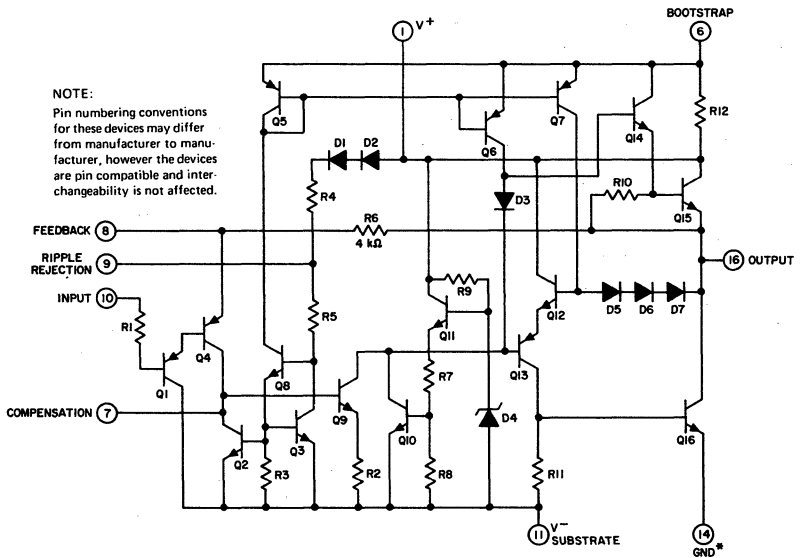 BOOTSTRAP
1 V+
6
NOTE:
Pin numbering conventions
for these devices may differ
from manufacturer to manu-
facturer, however the devices
are pin compatible and inter-
changeability is not affected.
Q5
Q6
Q7
Q14
R12
D1 D2
R4
D3
R10
Q15
FEEDBACK 8
R6
4 kΩ
RIPPLE
REJECTION 9
16 OUTPUT
INPUT 10
R9
R1
R5
Q11
Q12
D5 D6 D7
Q4
Q1
Q8
Q13
R7
D4
COMPENSATION 7
Q9
Q10
Q16
Q2
Q3
R3
R2
R8
R11
11 V−
SUBSTRATE
14
GND*